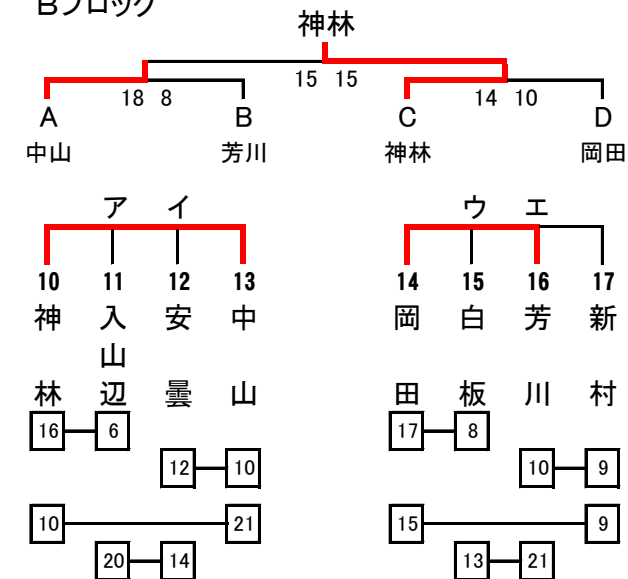 Bブロック
神林
15 15
18 8
14 10
A B C D
中山 芳川 神林 岡田
ア イ ウ エ
10 11 12 13 14 15 16 17
神林 入山辺 安曇 中山 岡田 白板 芳川 新村
16 6 17 8
12 10 10 9
10 21 15 9
20 14 13 21